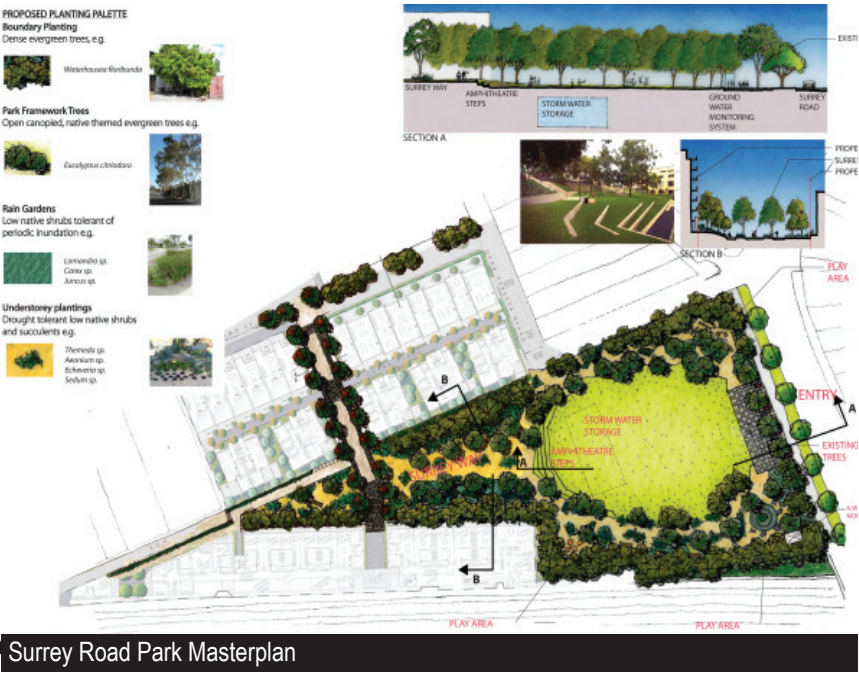 PROPOSED PLANTING PALETTE
Boundary Planting
Dense evergreen trees, e.g.
Waterhousea floribunda
Park Framework Trees
Open canopied, native themed evergreen trees e.g.
Eucalyptus citriodora
Rain Gardens
Low native shrubs tolerant of
periodic inundation e.g.
Lomandra sp.
Carex sp.
Juncus sp.
Understorey plantings
Drought tolerant low native shrubs
and succulents e.g.
Themeda sp.
Aeonium sp.
Echeveria sp.
Sedum sp.
EXISTI
SURREY WAY
AMPHITHEATRE
STEPS
STORM WATER
STORAGE
GROUND
WATER
MONITORING
SYSTEM
SURREY
ROAD
SECTION A
PROPE
SURRE
PROPE
SECTION B
PLAY
AREA
B
ENTRY
A
STORM WATER
STORAGE
AMPHITHEATRE
STEPS
A
SURREY WAY
EXISTING
TREES
B
PLAY AREA
PLAY AREA
Surrey Road Park Masterplan